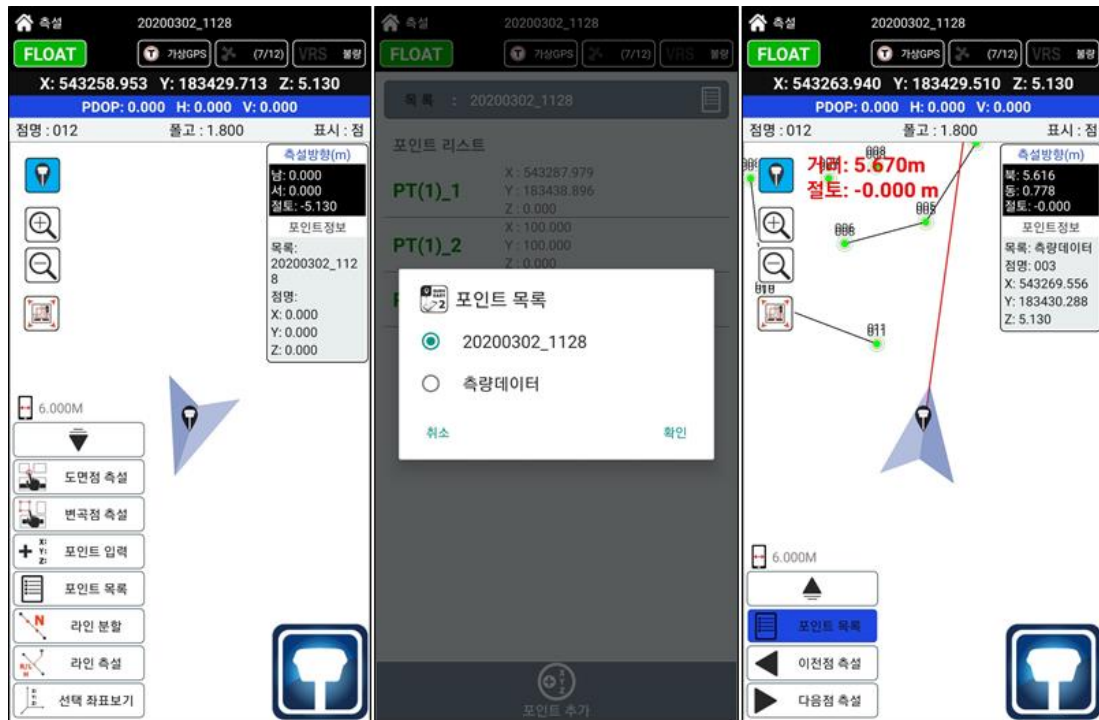 측설
20200302_1128
FLOAT
가상GPS
(7/12)
VRS
불량
X: 543258.953 Y: 183429.713 Z: 5.130
PDOP: 0.000 H: 0.000 V: 0.000
점명 : 012
폴고 : 1.800
표시 : 점
측설방향(m)
남: 0.000
서: 0.000
절토: -5.130
포인트정보
목록:
20200302_112
8
점명:
X: 0.000
Y: 0.000
Z: 0.000
6.000M
도면점 측설
변곡점 측설
X:
Y:
Z:
포인트 입력
포인트 목록
N
라인 분할
라인 측설
선택 좌표보기
측설
20200302_1128
FLOAT
가상GPS
(7/12)
VRS
불량
목록 : 20200302_1128
포인트 리스트
PT(1)_1
X : 543287.979
Y : 183438.896
Z : 0.000
PT(1)_2
X : 100.000
Y : 100.000
Z : 0.000
포인트 목록
20200302_1128
측량데이터
취소
확인
포인트 추가
측설
20200302_1128
FLOAT
가상GPS
(7/12)
VRS
불량
X: 543263.940 Y: 183429.510 Z: 5.130
PDOP: 0.000 H: 0.000 V: 0.000
점명 : 012
폴고 : 1.800
표시 : 점
거리: 5.670m
절토: -0.000 m
측설방향(m)
북: 5.616
동: 0.778
절토: -0.000
포인트정보
목록: 측량데이터
점명: 003
X: 543269.556
Y: 183430.288
Z: 5.130
6.000M
포인트 목록
이전점 측설
다음점 측설